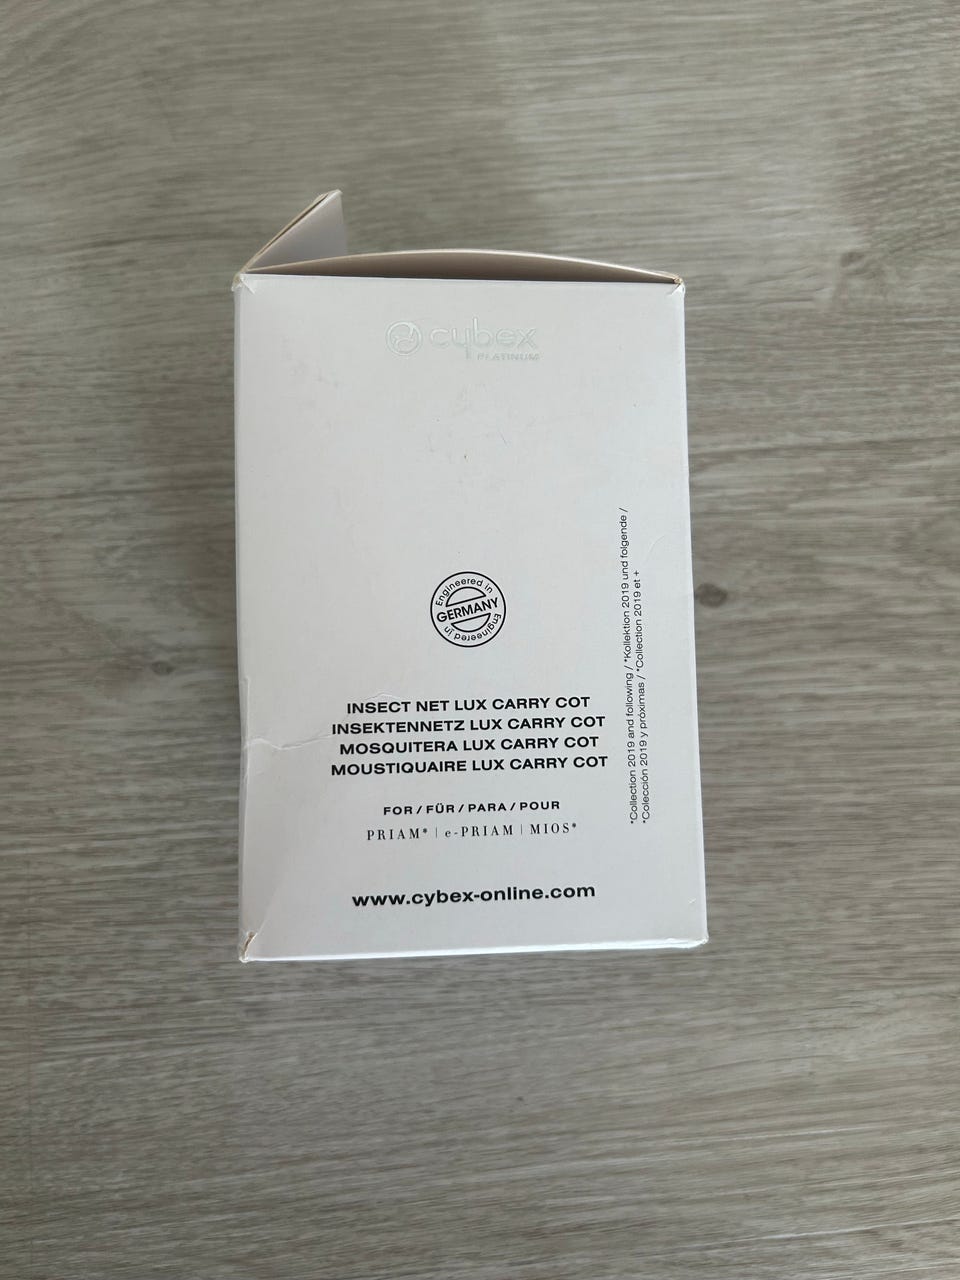 cybex
PLATINUM
Engineered in
GERMANY
Engineered in
INSECT NET LUX CARRY COT
INSEKTENNETZ LUX CARRY COT
MOSQUITERA LUX CARRY COT
MOUSTIQUAIRE LUX CARRY COT
FOR / FÜR / PARA / POUR
PRIAM* | e-PRIAM | MIOS*
www.cybex-online.com
*Collection 2019 and following / *Kollektion 2019 und folgende /
*Colección 2019 y próximas / *Collection 2019 et +